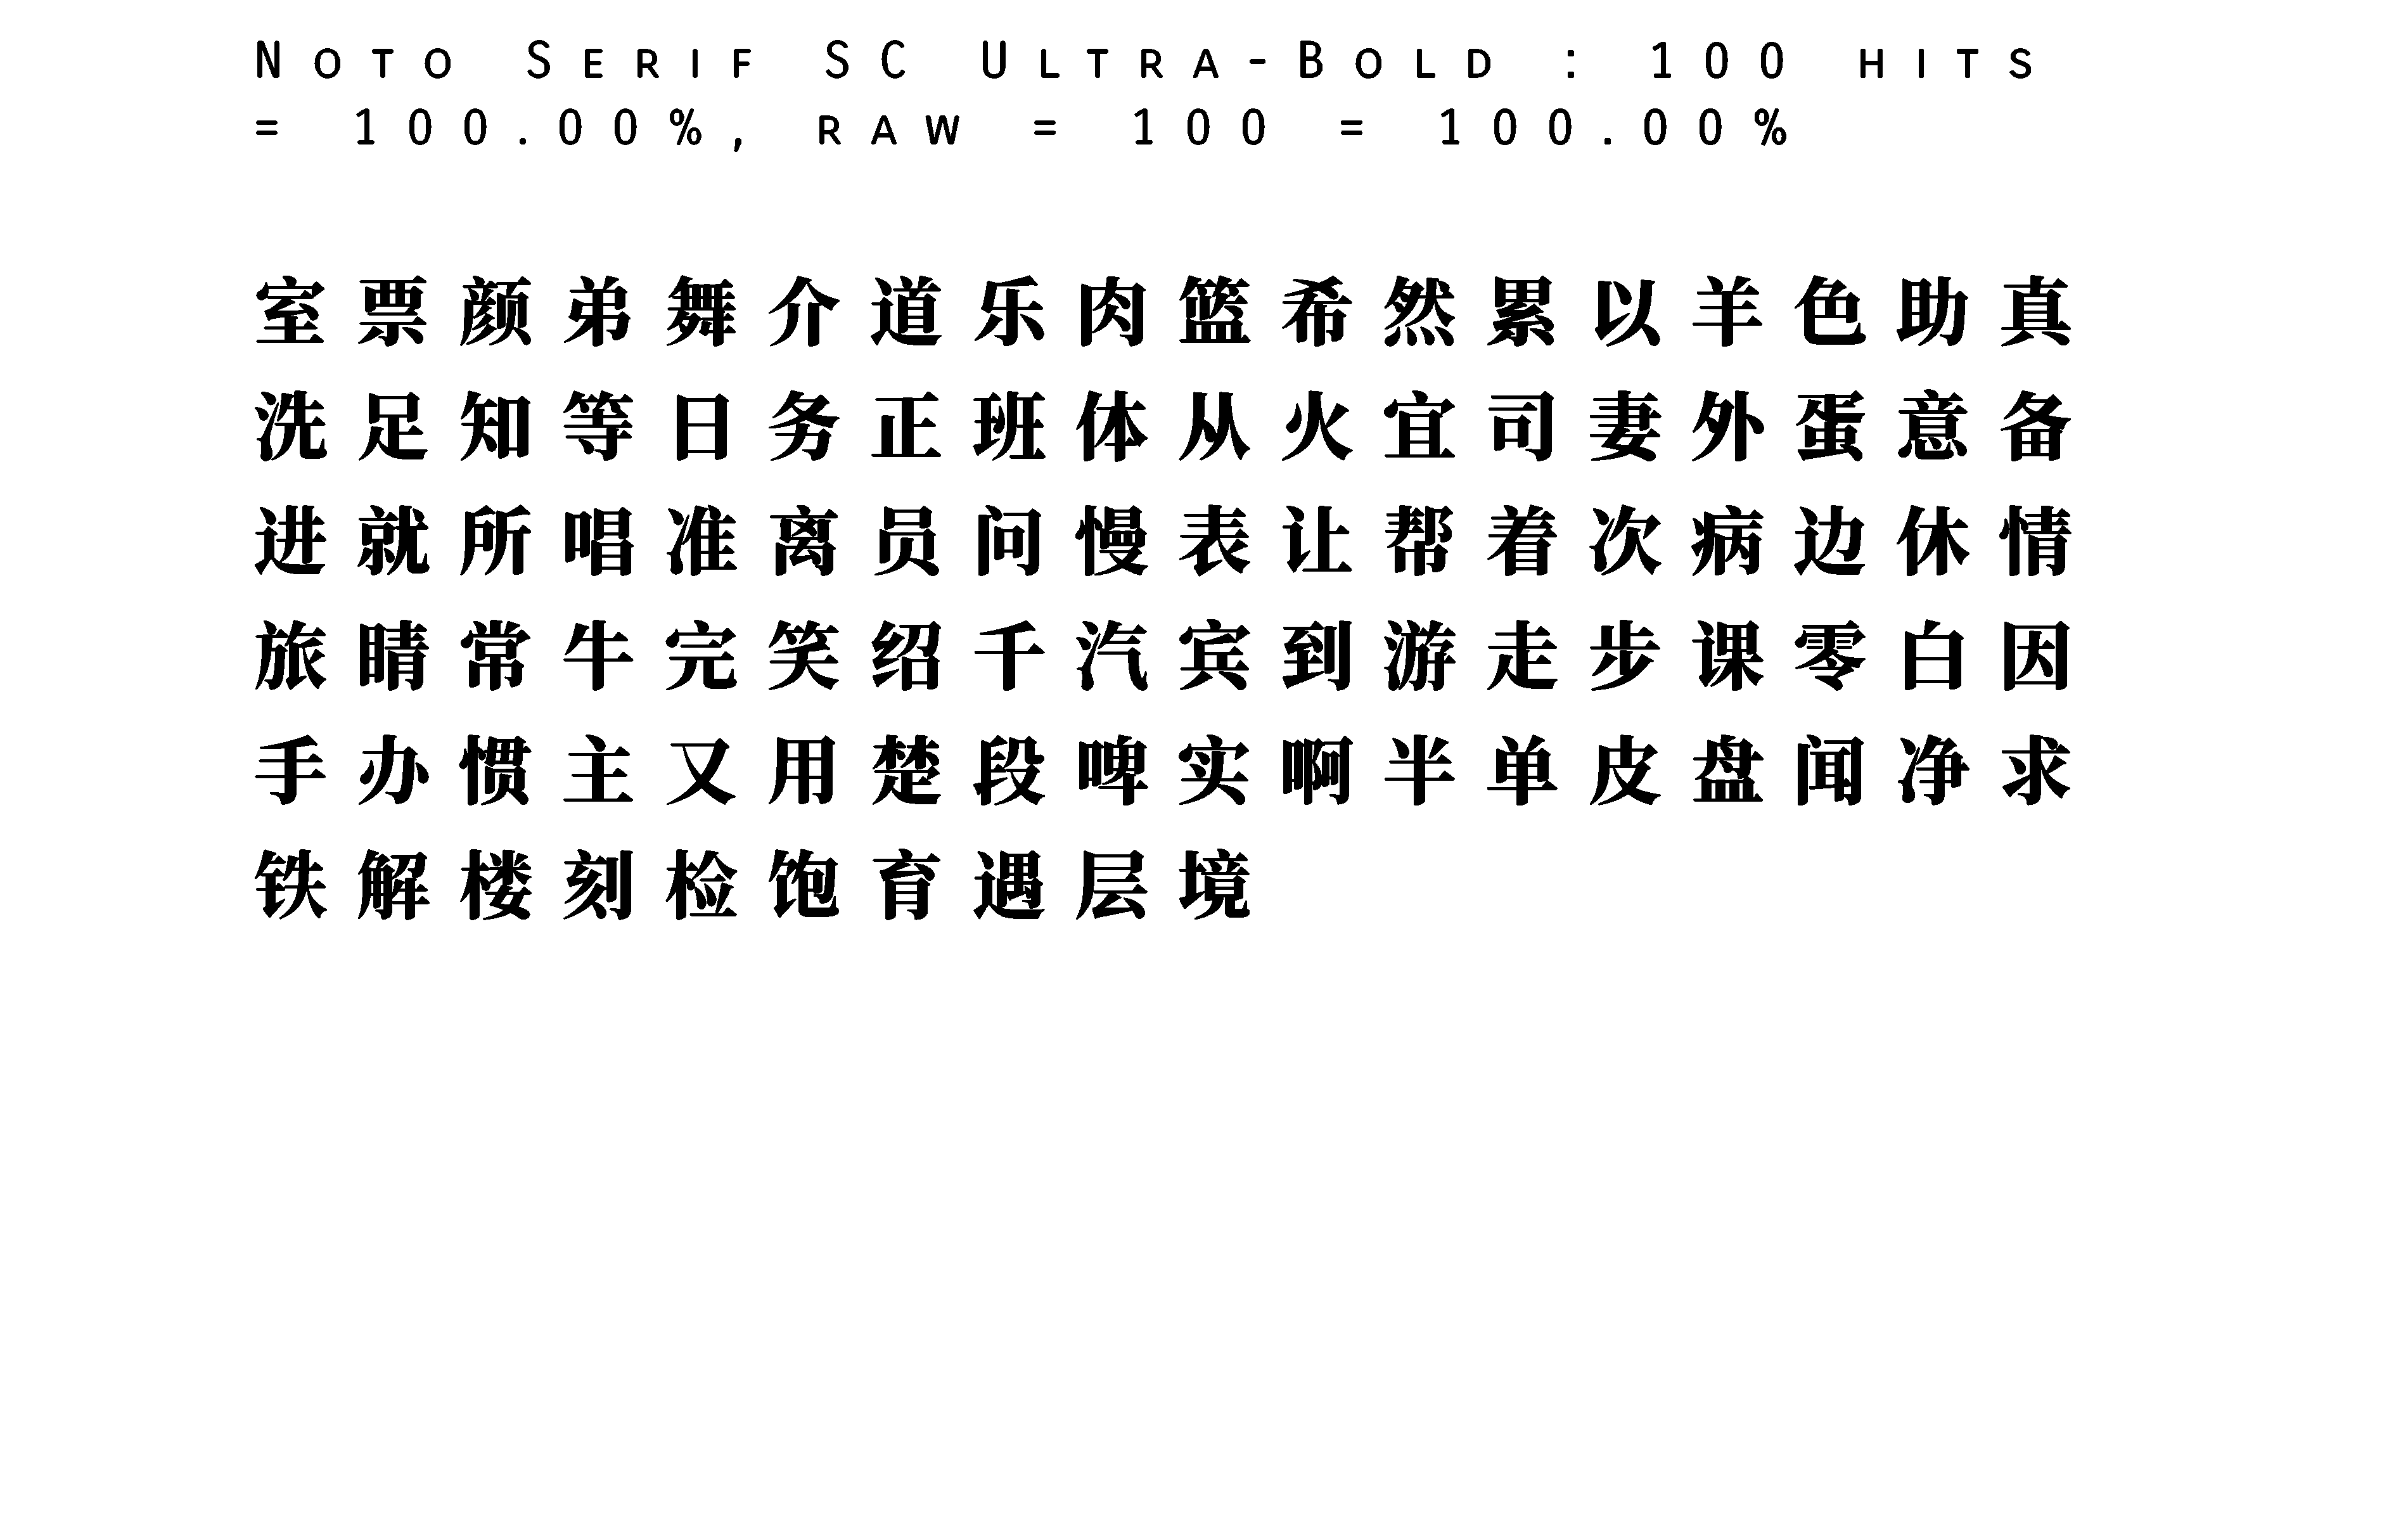 Noto Serif SC Ultra-Bold : 100 hits
= 100.00%, raw = 100 = 100.00%
室票颜弟舞介道乐肉篮希然累以羊色助真
洗足知等日务正班体从火宜司妻外蛋意备
进就所唱准离员问慢表让帮着次病边休情
旅晴常牛完笑绍千汽宾到游走步课零白因
手办惯主又用楚段啤实啊半单皮盘闻净求
铁解楼刻检饱育遇层境